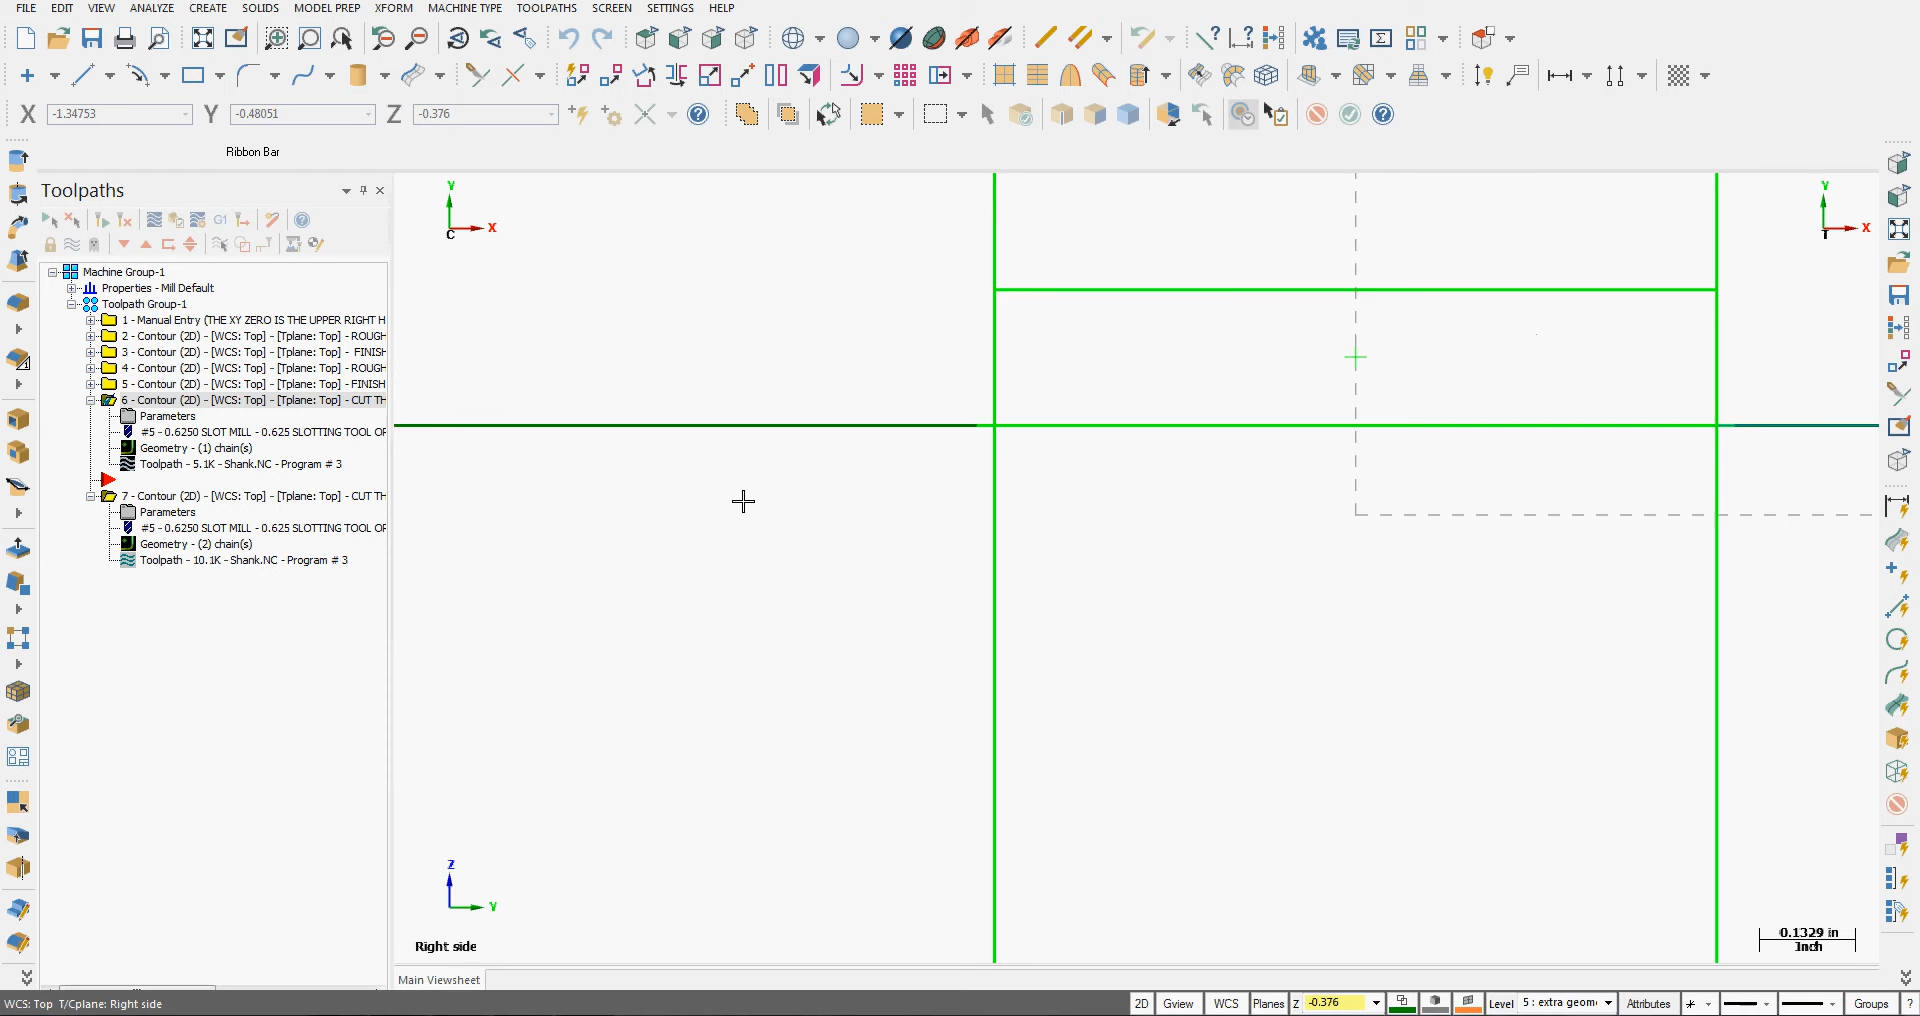 FILE EDIT VIEW ANALYZE CREATE SOLIDS MODEL PREP XFORM MACHINE TYPE TOOLPATHS SCREEN SETTINGS HELP
X -1.34753 Y -0.48051 Z -0.376
Ribbon Bar
Toolpaths
G1
Machine Group-1
Properties - Mill Default
Toolpath Group-1
1 - Manual Entry (THE XY ZERO IS THE UPPER RIGHT H
2 - Contour (2D) - [WCS: Top] - [Tplane: Top] - ROUGH
3 - Contour (2D) - [WCS: Top] - [Tplane: Top] - FINISH
4 - Contour (2D) - [WCS: Top] - [Tplane: Top] - ROUGH
5 - Contour (2D) - [WCS: Top] - [Tplane: Top] - FINISH
6 - Contour (2D) - [WCS: Top] - [Tplane: Top] - CUT TH
Parameters
#5 - 0.6250 SLOT MILL - 0.625 SLOTTING TOOL OR
Geometry - (1) chain(s)
Toolpath - 5.1K - Shank.NC - Program # 3
7 - Contour (2D) - [WCS: Top] - [Tplane: Top] - CUT TH
Parameters
#5 - 0.6250 SLOT MILL - 0.625 SLOTTING TOOL OR
Geometry - (2) chain(s)
Toolpath - 10.1K - Shank.NC - Program # 3
Y
X
C
Y
X
T
Z
Y
Right side
0.1329 in
Inch
Main Viewsheet
WCS: Top T/Cplane: Right side
2D Gview WCS Planes Z -0.376 Level 5 : extra geom Attributes Groups ?